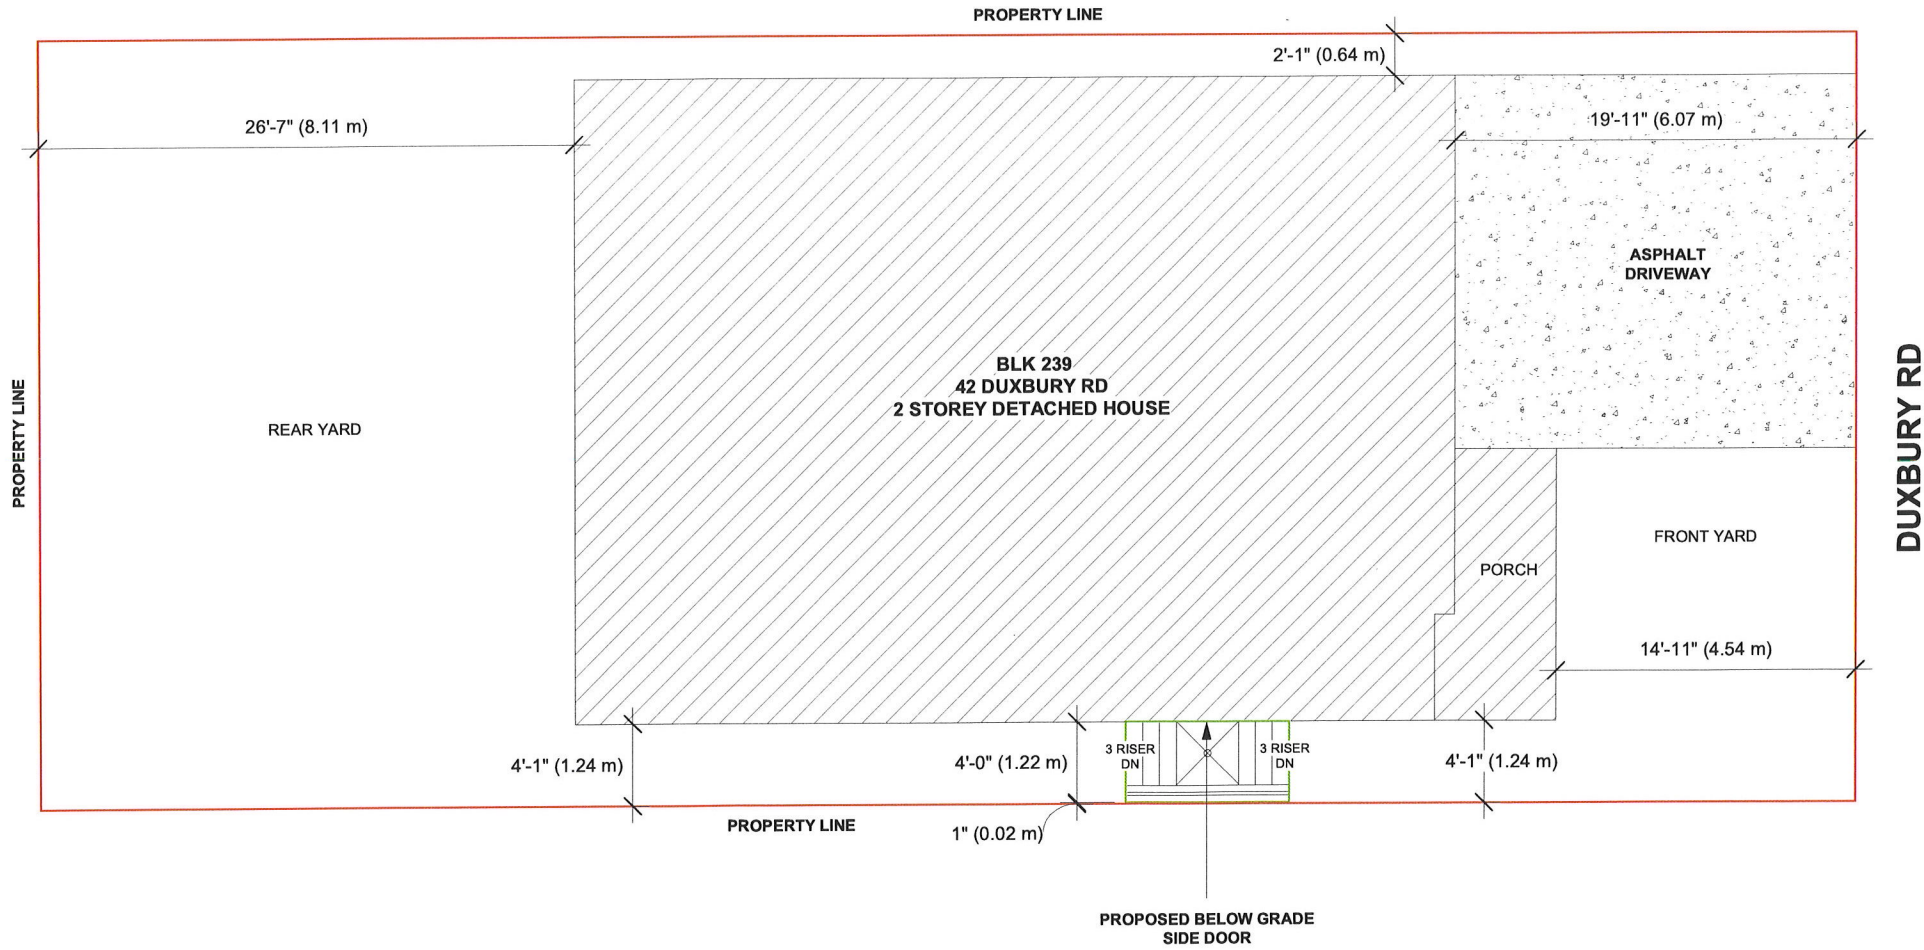 PROPERTY LINE
2'-1" (0.64 m)
26'-7" (8.11 m)
19'-11" (6.07 m)
ASPHALT
DRIVEWAY
BLK 239
42 DUXBURY RD
2 STOREY DETACHED HOUSE
PROPERTY LINE
REAR YARD
DUXBURY RD
FRONT YARD
PORCH
14'-11" (4.54 m)
4'-1" (1.24 m)
4'-0" (1.22 m)
3 RISER
DN
3 RISER
DN
4'-1" (1.24 m)
PROPERTY LINE
1" (0.02 m)
PROPOSED BELOW GRADE
SIDE DOOR